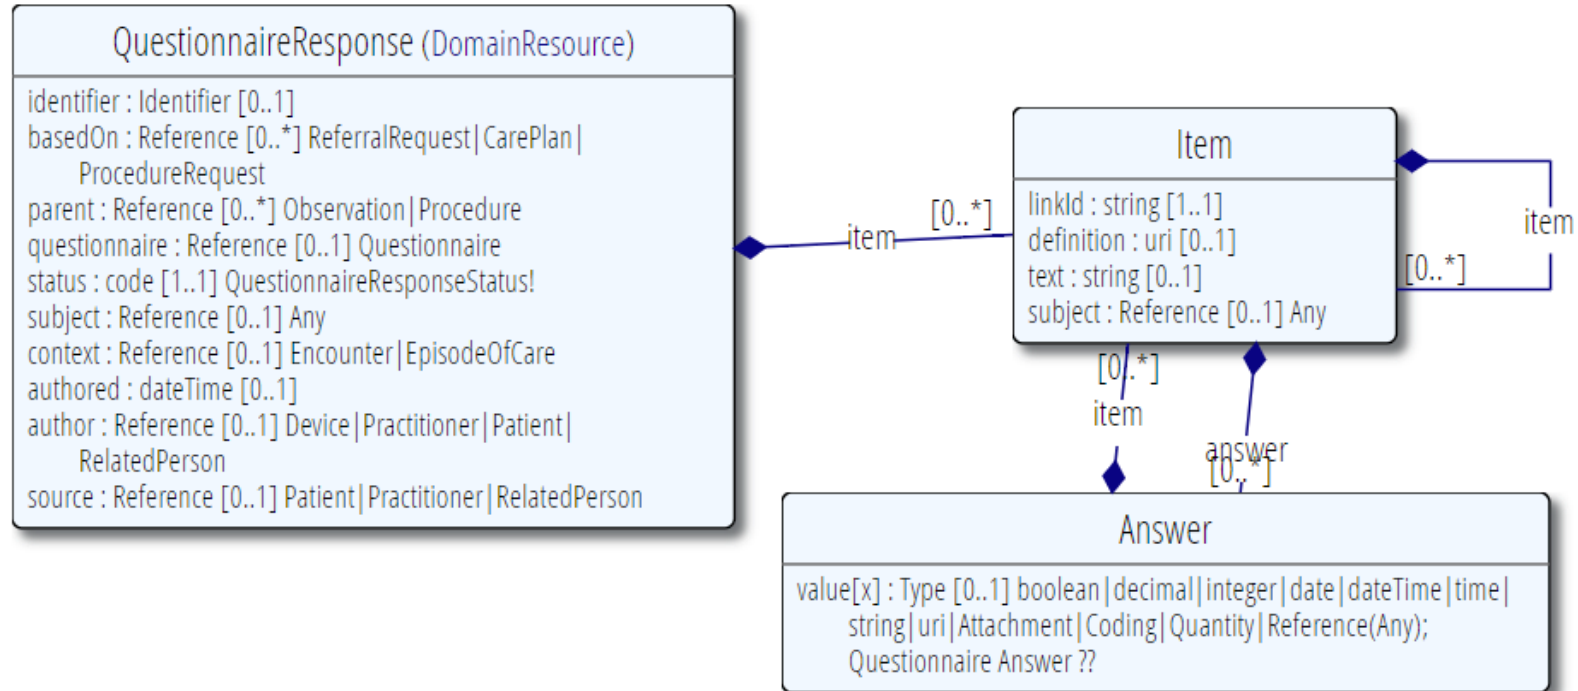 QuestionnaireResponse (DomainResource)
identifier : Identifier [0..1]
basedOn : Reference [0..*] ReferralRequest|CarePlan|
ProcedureRequest
parent : Reference [0..*] Observation|Procedure
questionnaire : Reference [0..1] Questionnaire
status : code [1..1] QuestionnaireResponseStatus!
subject : Reference [0..1] Any
context : Reference [0..1] Encounter|EpisodeOfCare
authored : dateTime [0..1]
author : Reference [0..1] Device|Practitioner|Patient|
RelatedPerson
source : Reference [0..1] Patient|Practitioner|RelatedPerson
item
[0..*]
Item
linkId : string [1..1]
definition : uri [0..1]
text : string [0..1]
subject : Reference [0..1] Any
item
[0..*]
[0..*]
item
answer
[0..*]
Answer
value[x] : Type [0..1] boolean|decimal|integer|date|dateTime|time|
string|uri|Attachment|Coding|Quantity|Reference(Any);
Questionnaire Answer ??